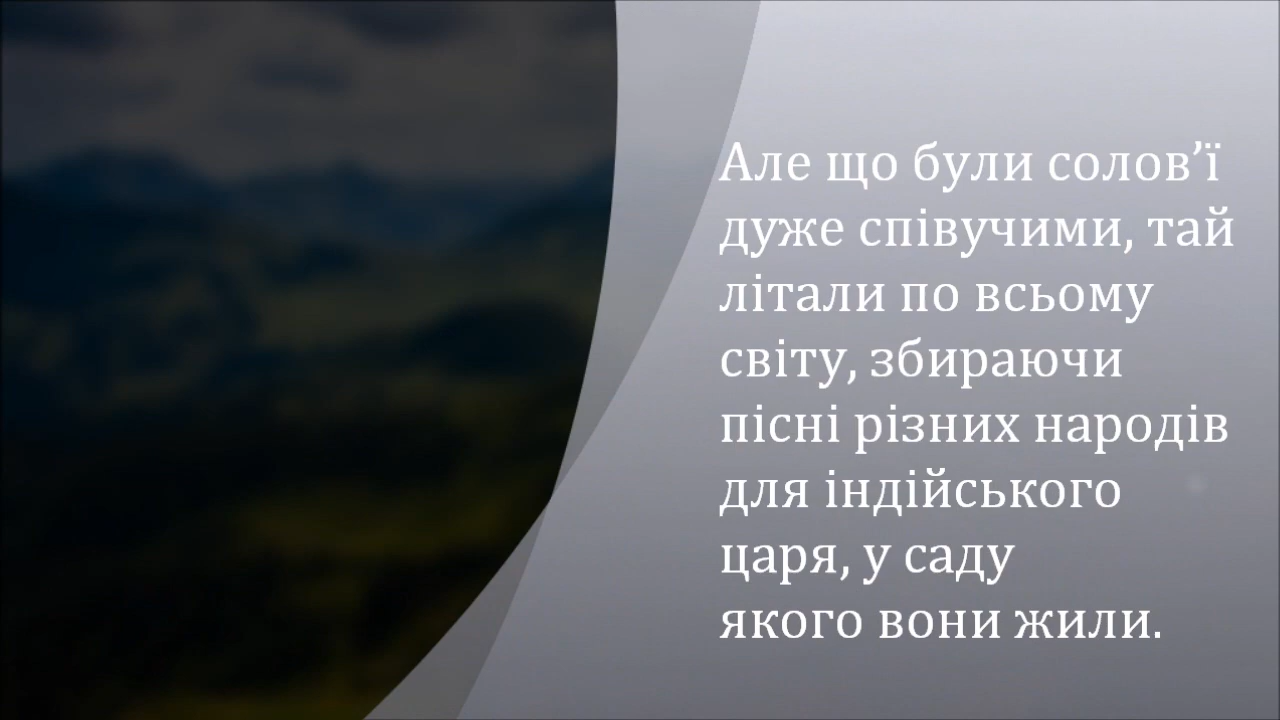 Але що були солов’ї
дуже співучими, тай
літали по всьому
світу, збираючи
пісні різних народів
для індійського
царя, у саду
якого вони жили.